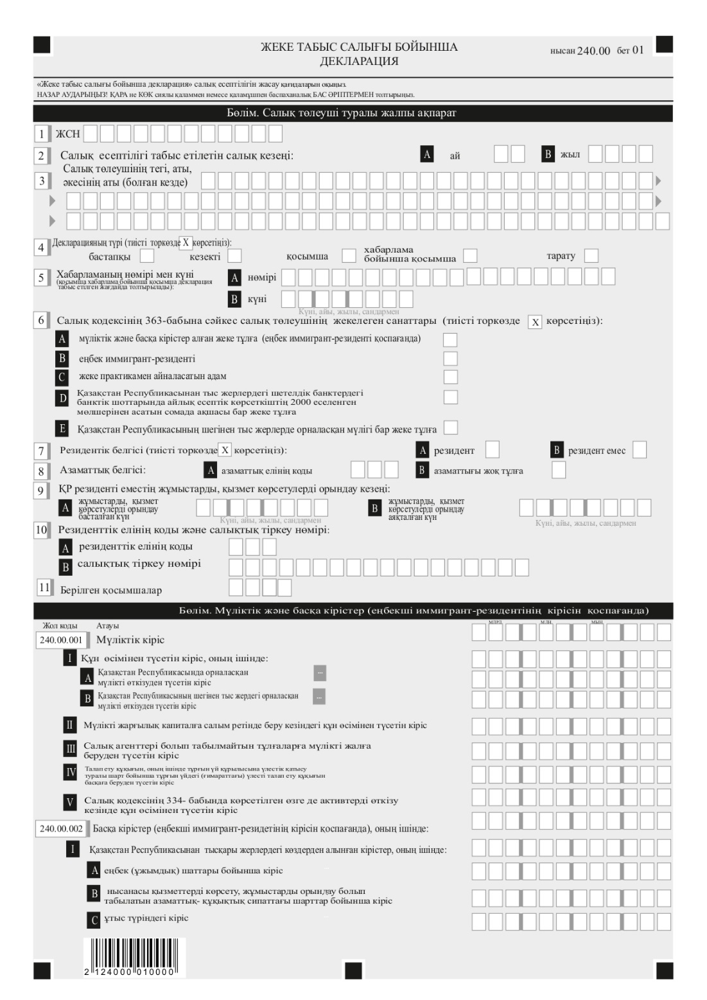 ЖЕКЕ ТАБЫС САЛЫҒЫ БОЙЫНША
ДЕКЛАРАЦИЯ
нысан 240.00 бет 01
«Жеке табыс салығы бойынша декларация» салық есептілігін жасау қағидаларын оқыңыз.
НАЗАР АУДАРЫҢЫЗ! ҚАРА не КӨК сиялы қаламмен немесе қаламұшпен баспаханалық БАС ӘРІПТЕРМЕН толтырыңыз.
Бөлім. Салық төлеуші туралы жалпы ақпарат
1 ЖСН
2 Салық есептілігі табыс етілетін салық кезеңі: A ай B жыл
Салық төлеушінің тегі, аты,
3 әкесінің аты (болған кезде)
4 Декларацияның түрі (тиісті торкөзде X көрсетіңіз):
бастапқы кезекті қосымша хабарлама
бойынша қосымша тарату
5 Хабарламаның нөмірі мен күні A нөмірі
(қосымша хабарлама бойынша қосымша декларация
табыс етілген жағдайда толтырылады):
B күні
Күні, айы, жылы, сандармен
6 Салық кодексінің 363-бабына сәйкес салық төлеушінің жекелеген санаттары (тиісті торкөзде X көрсетіңіз):
A мүліктік және басқа кірістер алған жеке тұлға (еңбек иммигрант-резиденті қоспағанда)
B еңбек иммигрант-резиденті
C жеке практикамен айналасатын адам
D Қазақстан Республикасынан тыс жерлердегі шетелдік банктердегі
банктік шоттарында айлық есептік көрсеткіштің 2000 еселенген
мөлшерінен асатын сомада ақшасы бар жеке тұлға
E Қазақстан Республикасының шегінен тыс жерлерде орналасқан мүлігі бар жеке тұлға
7 Резидентік белгісі (тиісті торкөзде X көрсетіңіз): A резидент B резидент емес
8 Азаматтық белгісі: A азаматтық елінің коды B азаматтығы жоқ тұлға
9 ҚР резиденті еместің жұмыстарды, қызмет көрсетулерді орындау кезеңі:
A жұмыстарды, қызмет
көрсетулерді орындау
басталған күн
Күні, айы, жылы, сандармен
B жұмыстарды, қызмет
көрсетулерді орындау
аяқталған күн
Күні, айы, жылы, сандармен
10 Резиденттік елінің коды және салықтық тіркеу нөмірі:
A резиденттік елінің коды
B салықтық тіркеу нөмірі
11 Берілген қосымшалар
Бөлім. Мүліктік және басқа кірістер (еңбекші иммигрант-резидентінің кірісін қоспағанда)
Жол коды Атауы млрд. млн. мың.
240.00.001 Мүліктік кіріс
I Құн өсімінен түсетін кіріс, оның ішінде:
A Қазақстан Республикасында орналасқан
мүлікті өткізуден түсетін кіріс
...
B Қазақстан Республикасының шегінен тыс жердегі орналасқан
мүлікті өткізуден түсетін кіріс
...
II Мүлікті жарғылық капиталға салым ретінде беру кезіндегі құн өсімінен түсетін кіріс
III Салық агенттері болып табылмайтын тұлғаларға мүлікті жалға
беруден түсетін кіріс
IV Талап ету құқығын, оның ішінде тұрғын үй құрылысына үлестік қатысу
туралы шарт бойынша тұрғын үйдегі (ғимараттағы) үлесті талап ету құқығын
басқаға беруден түсетін кіріс
V Салық кодексінің 334- бабында көрсетілген өзге де активтерді өткізу
кезінде құн өсімінен түсетін кіріс
240.00.002 Басқа кірістер (еңбекші иммигрант-резидетінің кірісін қоспағанда), оның ішінде:
I Қазақстан Республикасынан тысқары жерлердегі көздерден алынған кірістер, оның ішінде:
A еңбек (ұжымдық) шаттары бойынша кіріс
B нысанасы қызметтерді көрсету, жұмыстарды орындау болып
табылатын азаматтық- құқықтық сипаттағы шарттар бойынша кіріс
C ұтыс түріндегі кіріс
2 124000 010000